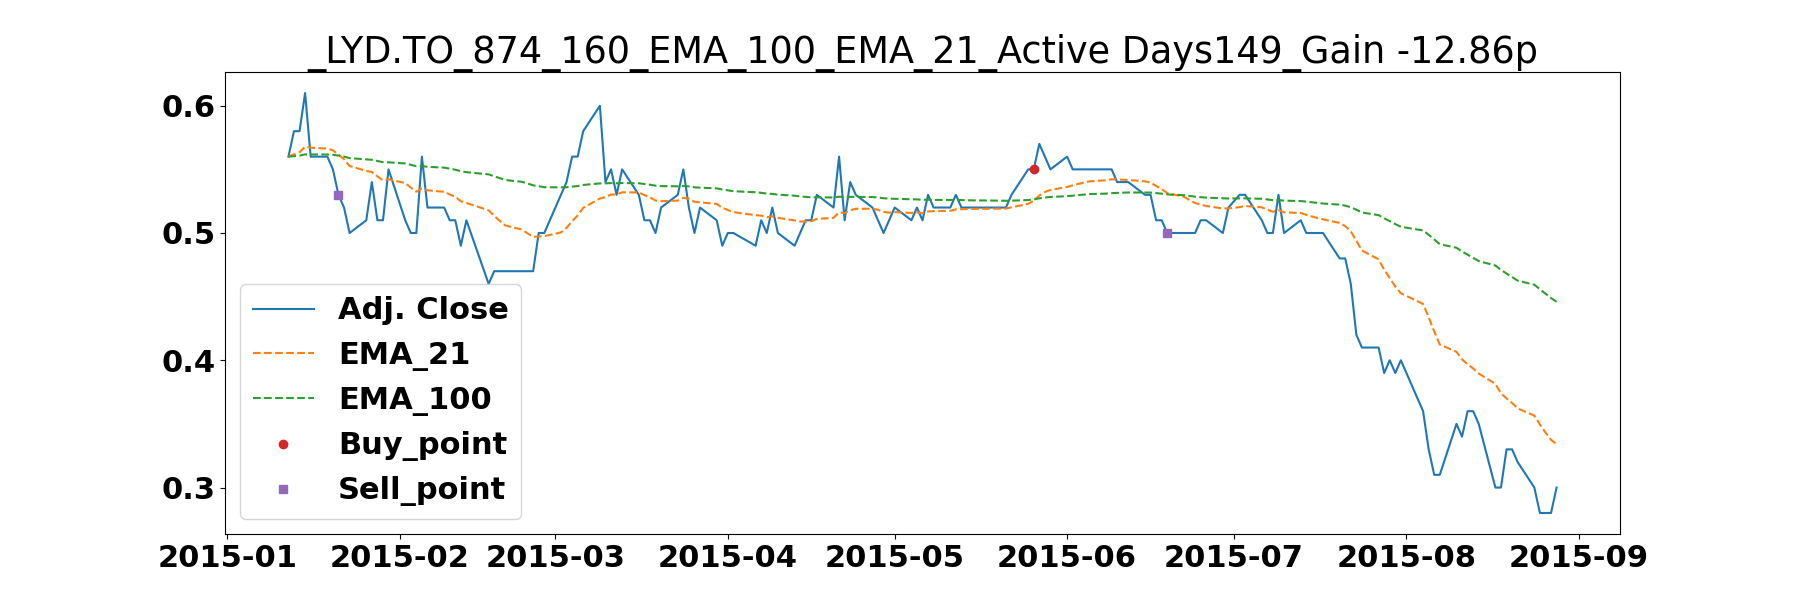 _LYD.TO_874_160_EMA_100_EMA_21_Active Days149_Gain -12.86p
0.6
0.5
0.4
0.3
Adj. Close
EMA_21
EMA_100
Buy_point
Sell_point
2015-01 2015-02 2015-03 2015-04 2015-05 2015-06 2015-07 2015-08 2015-09